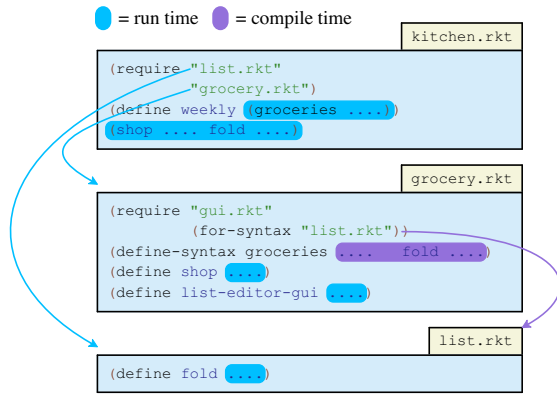 = run time = compile time
kitchen.rkt
(require "list.rkt"
"grocery.rkt")
(define weekly (groceries ....))
(shop .... fold ....)
grocery.rkt
(require "gui.rkt"
(for-syntax "list.rkt"))
(define-syntax groceries .... fold ....)
(define shop ....)
(define list-editor-gui ....)
list.rkt
(define fold ....)